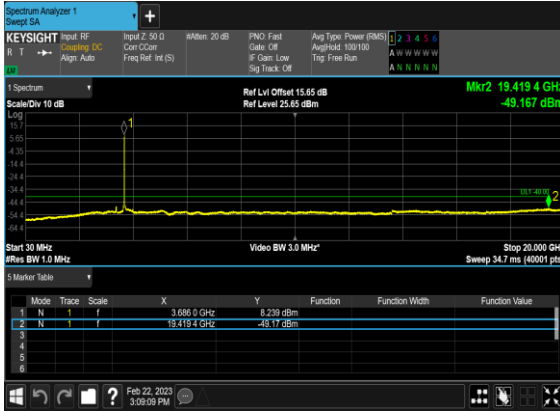 Spectrum Analyzer 1
Swept SA
+
KEYSIGHT Input: RF Input Z: 50 Ω #Atten: 20 dB PNO: Fast Avg Type: Power (RMS) 1 2 3 4 5 6
R T Coupling: DC Corr CCorr Gate: Off Avg|Hold: 100/100 A W W W W W
Align: Auto Freq Ref: Int (S) IF Gain: Low Trig: Free Run
Sig Track: Off A N N N N N
1 Spectrum
Ref Lvl Offset 15.65 dB Mkr2 19.419 4 GHz
Scale/Div 10 dB Ref Level 25.65 dBm -49.167 dBm
Log
15.7
5.65
-4.35
-14.4
-24.4
-34.4
-44.4
-54.4
-64.4
1
DL1 -40.00
2
Start 30 MHz Video BW 3.0 MHz* Stop 20.000 GH
#Res BW 1.0 MHz Sweep 34.7 ms (40001 pts
5 Marker Table
Mode Trace Scale X Y Function Function Width Function Value
1 N 1 f 3.686 0 GHz 8.239 dBm
2 N 1 f 19.419 4 GHz -49.17 dBm
3
4
5
6
? Feb 22, 2023
3:09:09 PM